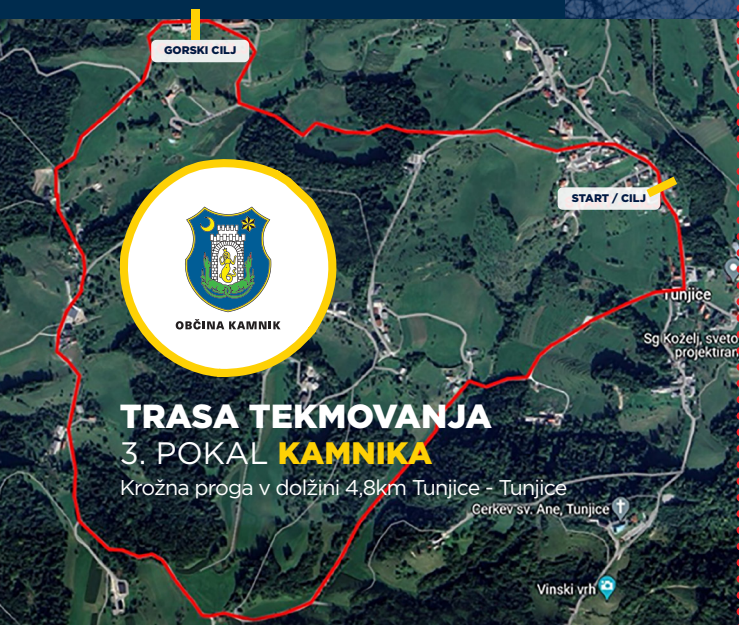 GORSKI CILJ
START / CILJ
OBČINA KAMNIK
Tunjice
Sg Koželj, sveto
projektiran
TRASA TEKMOVANJA
3. POKAL KAMNIKA
Krožna proga v dolžini 4,8km Tunjice - Tunjice
Cerkev sv. Ane, Tunjice
Vinski vrh